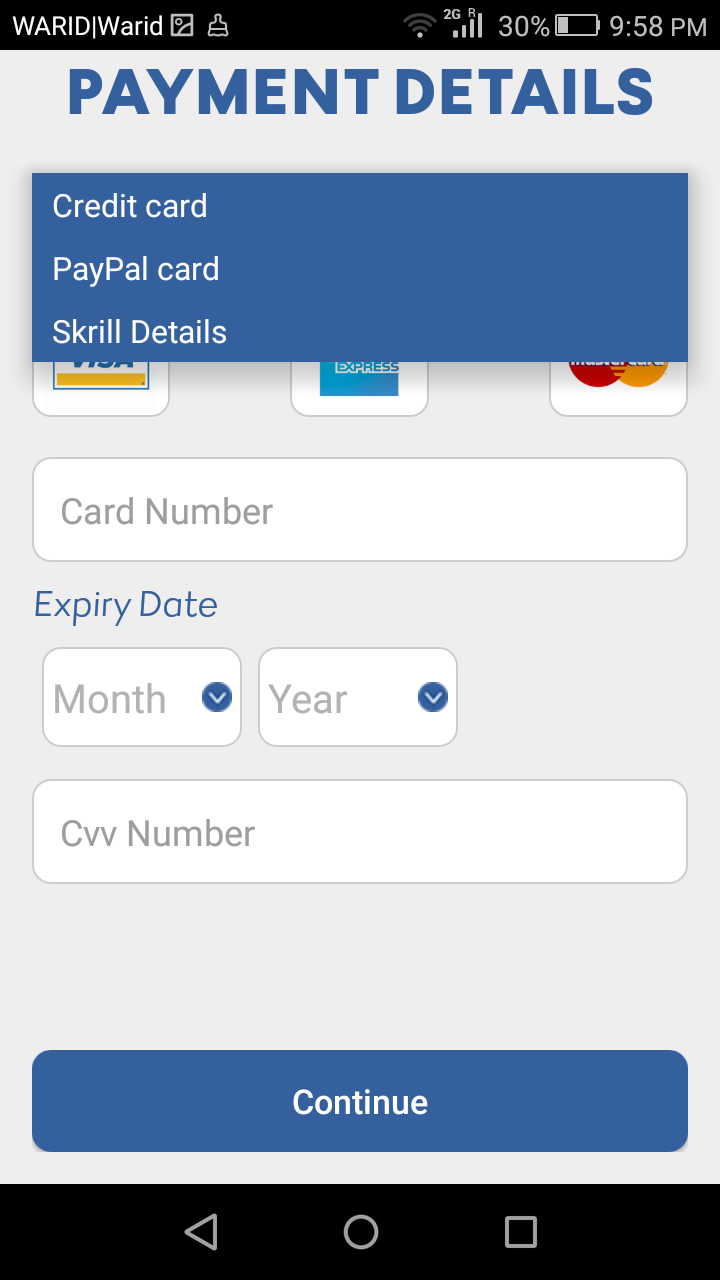 WARID|Warid 2G R 30% 9:58 PM
PAYMENT DETAILS
Credit card
PayPal card
Skrill Details
VISA EXPRESS MasterCard
Card Number
Expiry Date
Month Year
Cvv Number
Continue